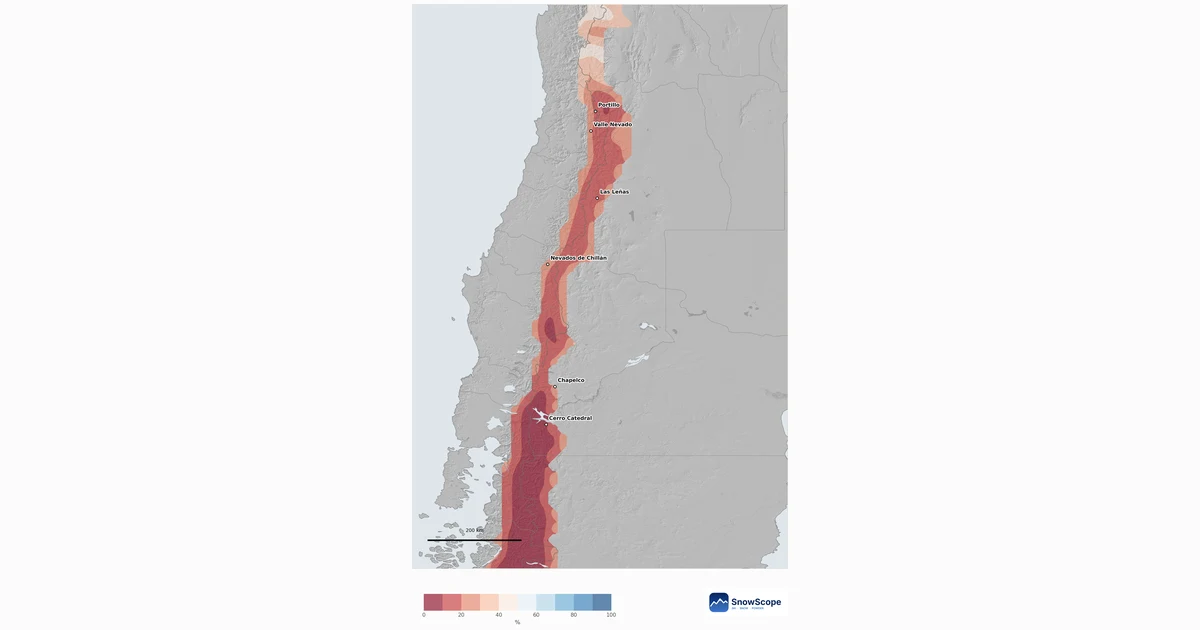 Portillo
Valle Nevado
Las Leñas
Nevados de Chillán
Chapelco
Cerro Catedral
200 km
0 20 40 60 80 100
%
SnowScope